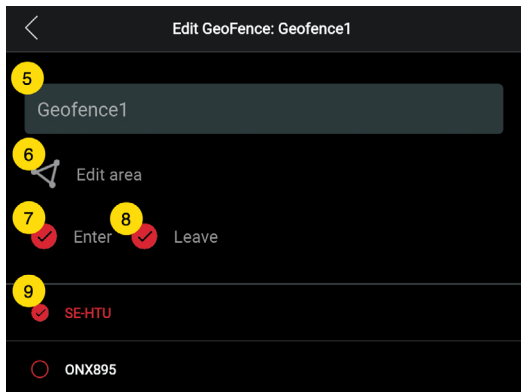 Edit GeoFence: Geofence1
5
Geofence1
6
Edit area
7
Enter
8
Leave
9
SE-HTU
ONX895